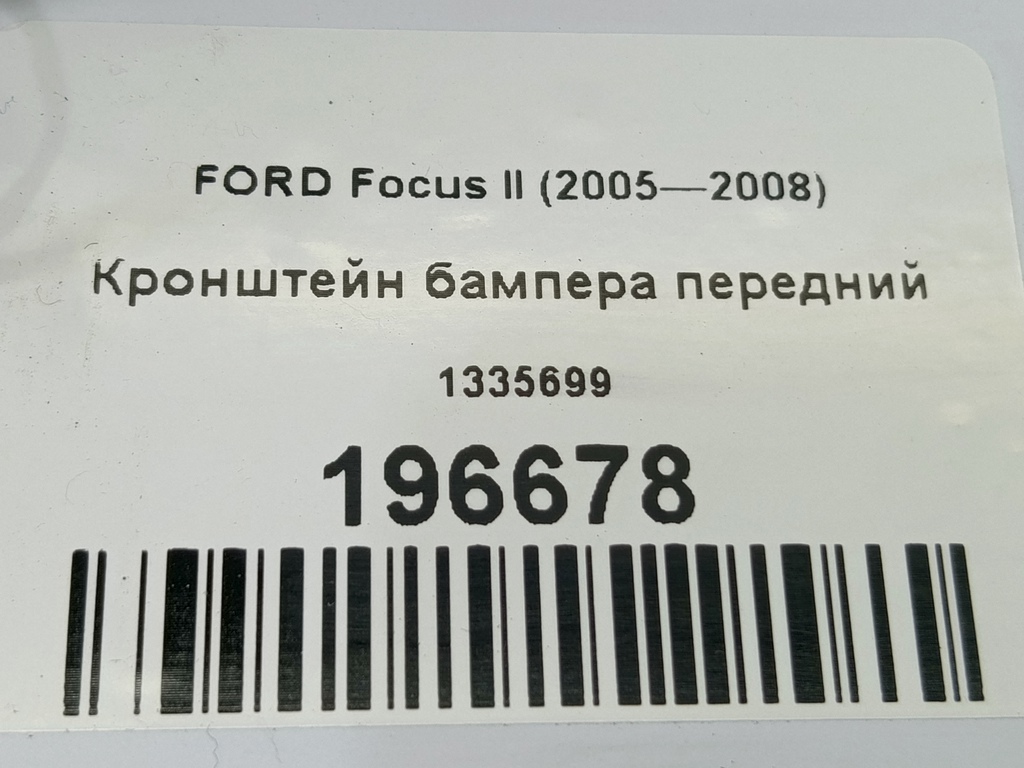 FORD Focus II (2005—2008)
Кронштейн бампера передний
1335699
196678